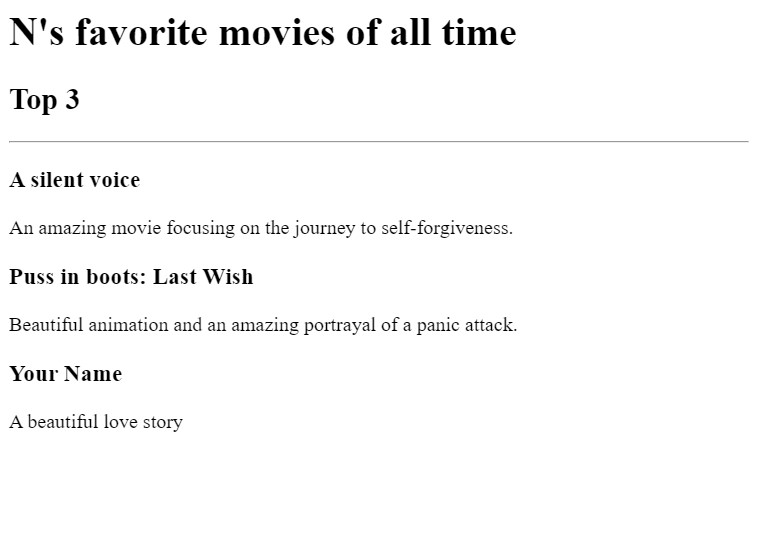 N's favorite movies of all time
Top 3
A silent voice
An amazing movie focusing on the journey to self-forgiveness.
Puss in boots: Last Wish
Beautiful animation and an amazing portrayal of a panic attack.
Your Name
A beautiful love story